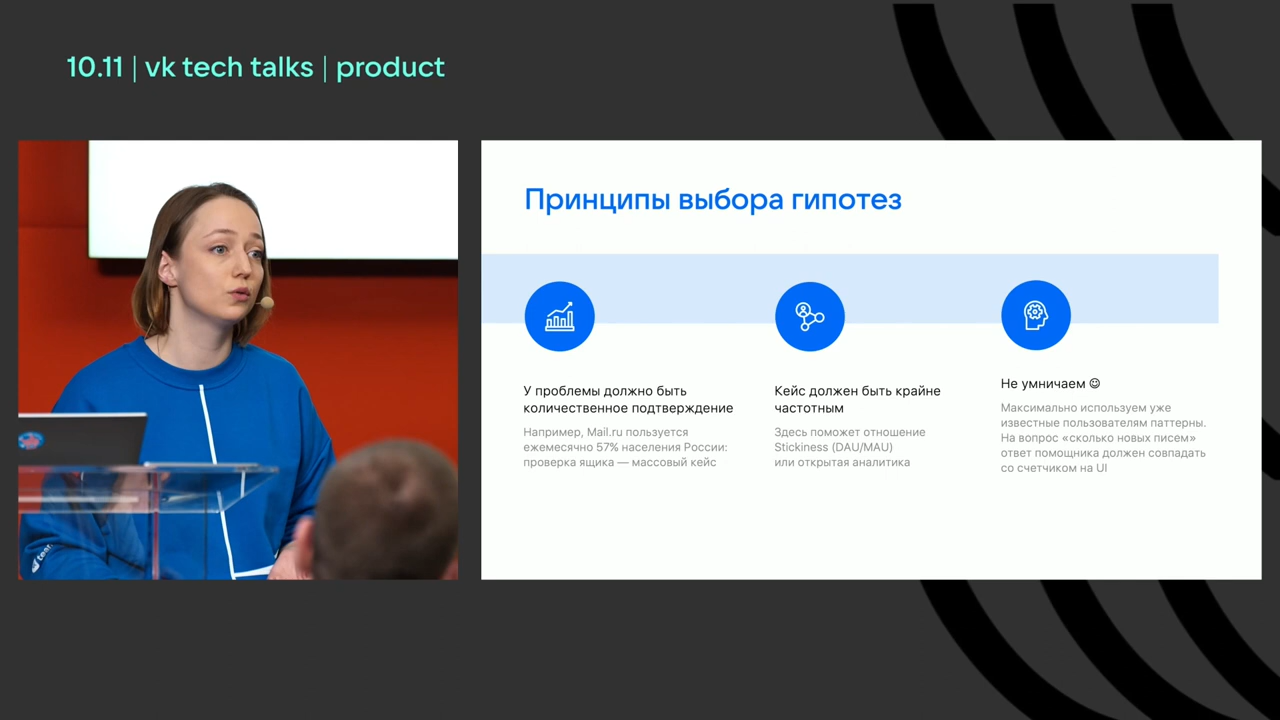 10.11 | vk tech talks | product
Принципы выбора гипотез
У проблемы должно быть
количественное подтверждение
Например, Mail.ru пользуется
ежемесячно 57% населения России:
проверка ящика — массовый кейс
Кейс должен быть крайне
частотным
Здесь поможет отношение
Stickiness (DAU/MAU)
или открытая аналитика
Не умничаем ☺
Максимально используем уже
известные пользователям паттерны.
На вопрос «сколько новых писем»
ответ помощника должен совпадать
со счетчиком на UI